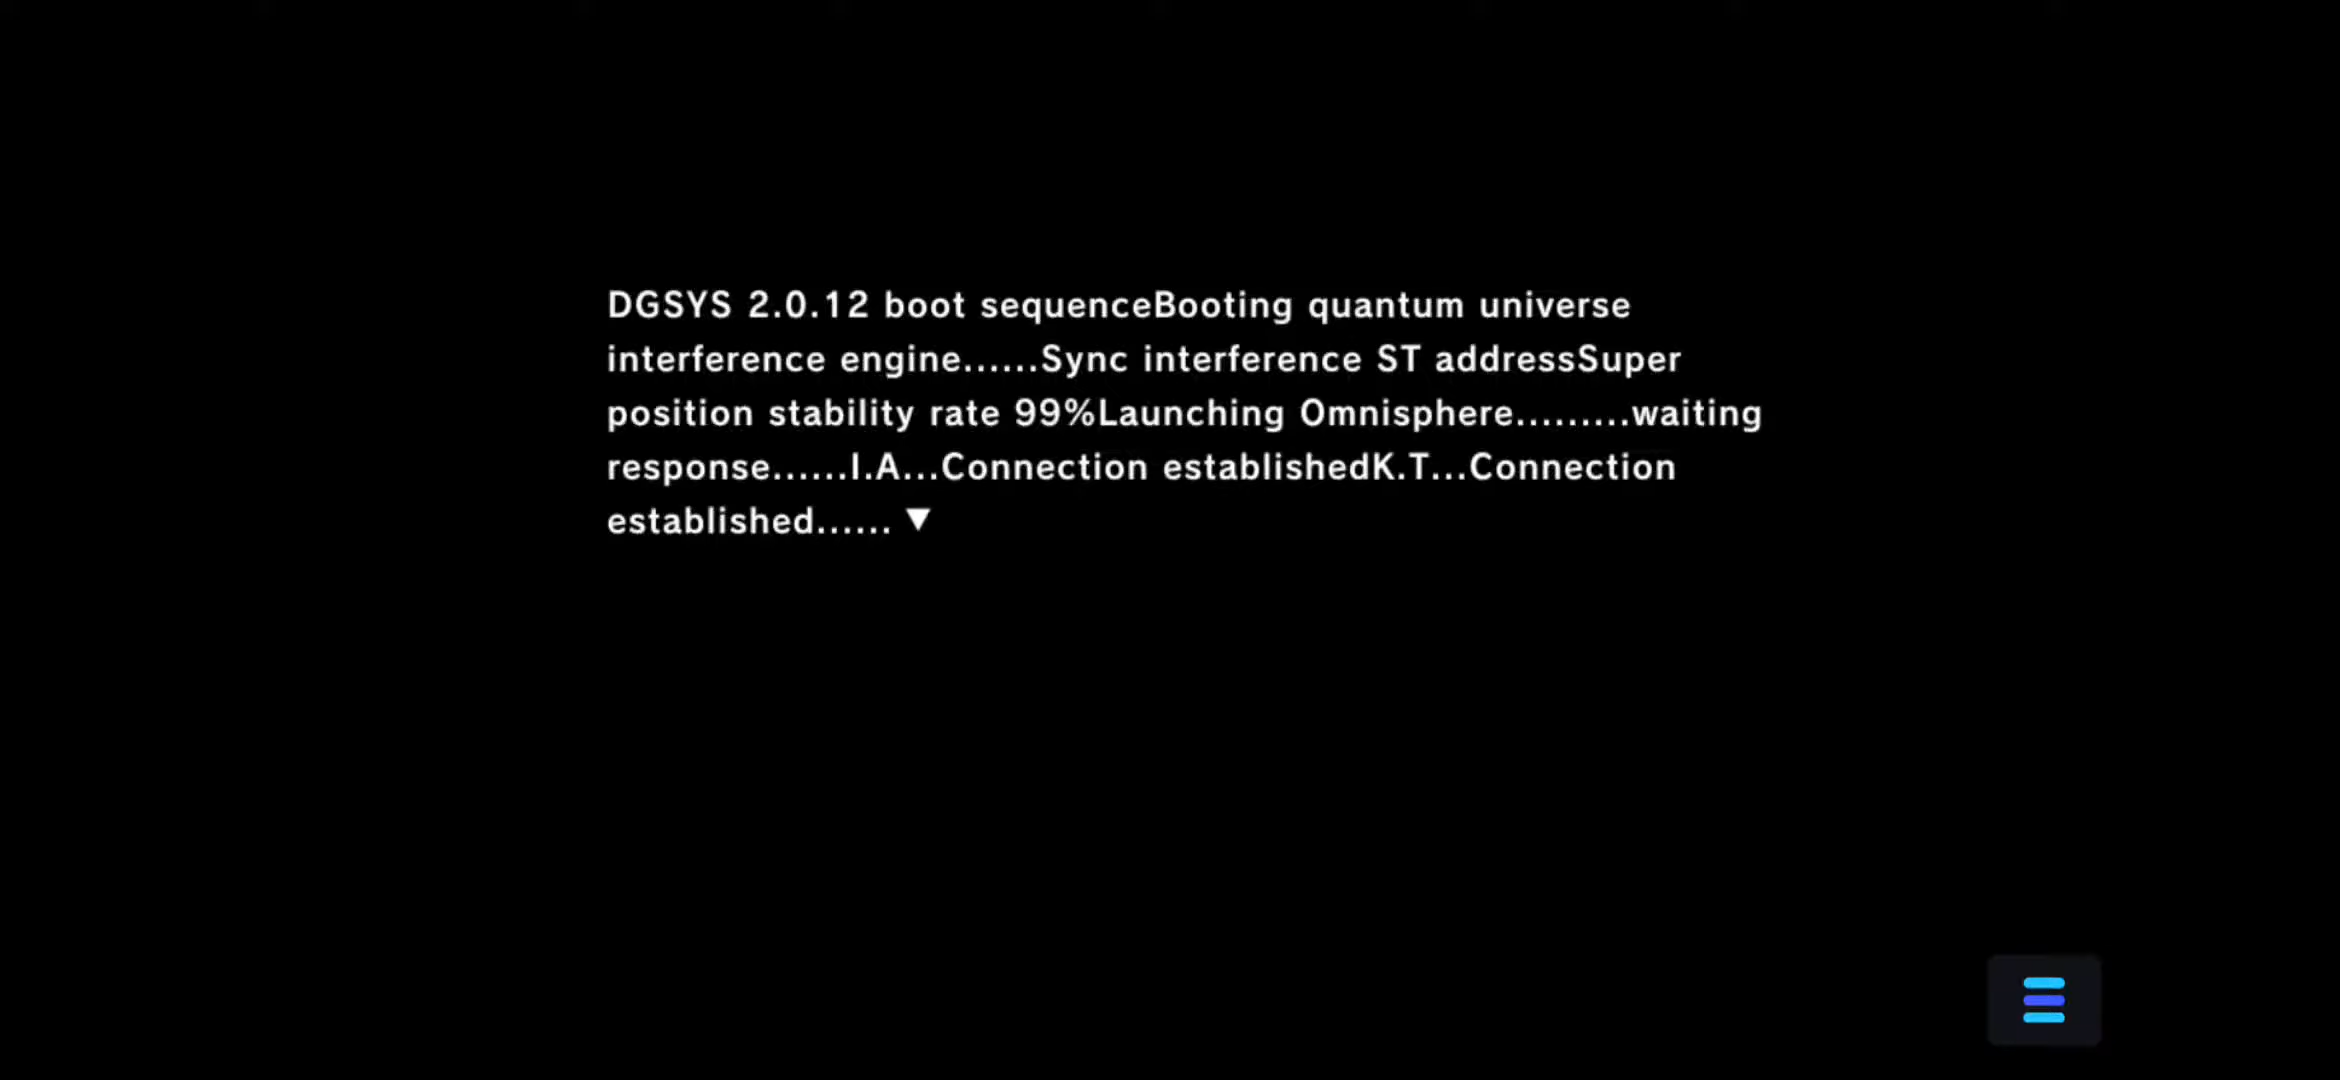 DGSYS 2.0.12 boot sequenceBooting quantum universe
interference engine......Sync interference ST addressSuper
position stability rate 99%Launching Omnisphere.........waiting
response......I.A...Connection establishedK.T...Connection
established...... ▼